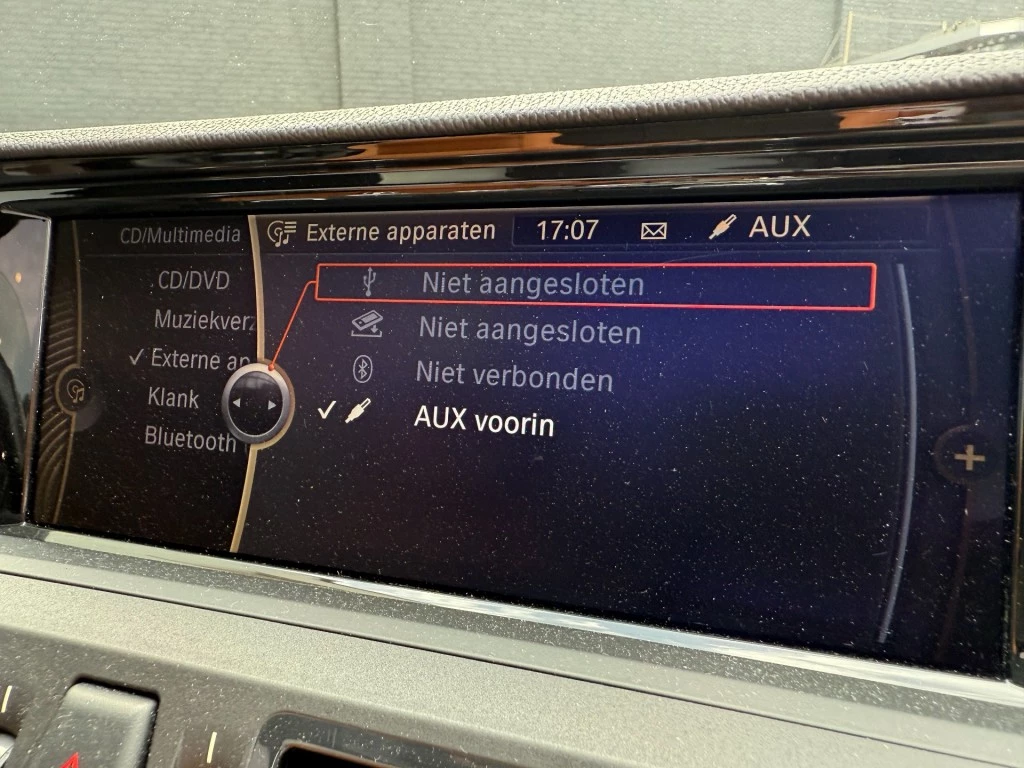 CD/Multimedia
Externe apparaten 17:07 AUX
CD/DVD
Muziekver
Externe ap
Klank
Bluetooth
Niet aangesloten
Niet aangesloten
Niet verbonden
AUX voorin